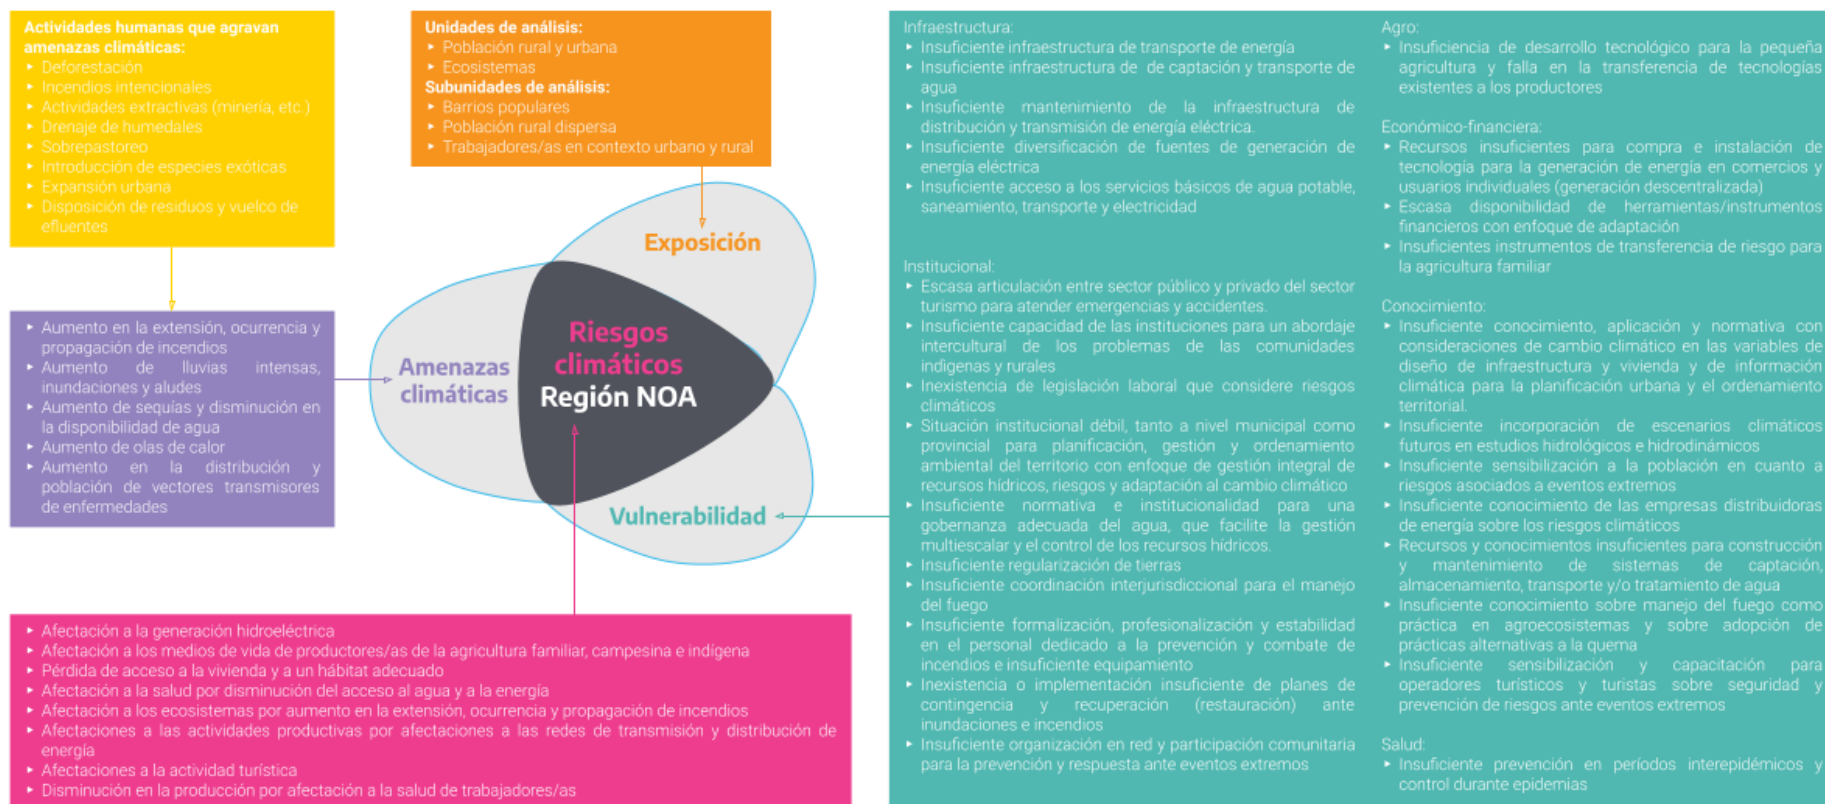 Actividades humanas que agravan
amenazas climáticas:
▸ Deforestación
▸ Incendios intencionales
▸ Actividades extractivas (minería, etc.)
▸ Drenaje de humedales
▸ Sobrepastoreo
▸ Introducción de especies exóticas
▸ Expansión urbana
▸ Disposición de residuos y vuelco de
efluentes
▸ Aumento en la extensión, ocurrencia y
propagación de incendios
▸ Aumento de lluvias intensas,
inundaciones y aludes
▸ Aumento de sequías y disminución en
la disponibilidad de agua
▸ Aumento de olas de calor
▸ Aumento en la distribución y
población de vectores transmisores
de enfermedades
Unidades de análisis:
▸ Población rural y urbana
▸ Ecosistemas
Subunidades de análisis:
▸ Barrios populares
▸ Población rural dispersa
▸ Trabajadores/as en contexto urbano y rural
Exposición
Amenazas
climáticas
Riesgos
climáticos
Región NOA
Vulnerabilidad
▸ Afectación a la generación hidroeléctrica
▸ Afectación a los medios de vida de productores/as de la agricultura familiar, campesina e indígena
▸ Pérdida de acceso a la vivienda y a un hábitat adecuado
▸ Afectación a la salud por disminución del acceso al agua y a la energía
▸ Afectación a los ecosistemas por aumento en la extensión, ocurrencia y propagación de incendios
▸ Afectaciones a las actividades productivas por afectaciones a las redes de transmisión y distribución de
energía
▸ Afectaciones a la actividad turística
▸ Disminución en la producción por afectación a la salud de trabajadores/as
Infraestructura:
▸ Insuficiente infraestructura de transporte de energía
▸ Insuficiente infraestructura de de captación y transporte de
agua
▸ Insuficiente mantenimiento de la infraestructura de
distribución y transmisión de energía eléctrica.
▸ Insuficiente diversificación de fuentes de generación de
energía eléctrica
▸ Insuficiente acceso a los servicios básicos de agua potable,
saneamiento, transporte y electricidad
Institucional:
▸ Escasa articulación entre sector público y privado del sector
turismo para atender emergencias y accidentes.
▸ Insuficiente capacidad de las instituciones para un abordaje
intercultural de los problemas de las comunidades
indígenas y rurales
▸ Inexistencia de legislación laboral que considere riesgos
climáticos
▸ Situación institucional débil, tanto a nivel municipal como
provincial para planificación, gestión y ordenamiento
ambiental del territorio con enfoque de gestión integral de
recursos hídricos, riesgos y adaptación al cambio climático
▸ Insuficiente normativa e institucionalidad para una
gobernanza adecuada del agua, que facilite la gestión
multiescalar y el control de los recursos hídricos.
▸ Insuficiente regularización de tierras
▸ Insuficiente coordinación interjurisdiccional para el manejo
del fuego
▸ Insuficiente formalización, profesionalización y estabilidad
en el personal dedicado a la prevención y combate de
incendios e insuficiente equipamiento
▸ Inexistencia o implementación insuficiente de planes de
contingencia y recuperación (restauración) ante
inundaciones e incendios
▸ Insuficiente organización en red y participación comunitaria
para la prevención y respuesta ante eventos extremos
Agro:
▸ Insuficiencia de desarrollo tecnológico para la pequeña
agricultura y falla en la transferencia de tecnologías
existentes a los productores
Económico-financiera:
▸ Recursos insuficientes para compra e instalación de
tecnología para la generación de energía en comercios y
usuarios individuales (generación descentralizada)
▸ Escasa disponibilidad de herramientas/instrumentos
financieros con enfoque de adaptación
▸ Insuficientes instrumentos de transferencia de riesgo para
la agricultura familiar
Conocimiento:
▸ Insuficiente conocimiento, aplicación y normativa con
consideraciones de cambio climático en las variables de
diseño de infraestructura y vivienda y de información
climática para la planificación urbana y el ordenamiento
territorial.
▸ Insuficiente incorporación de escenarios climáticos
futuros en estudios hidrológicos e hidrodinámicos
▸ Insuficiente sensibilización a la población en cuanto a
riesgos asociados a eventos extremos
▸ Insuficiente conocimiento de las empresas distribuidoras
de energía sobre los riesgos climáticos
▸ Recursos y conocimientos insuficientes para construcción
y mantenimiento de sistemas de captación,
almacenamiento, transporte y/o tratamiento de agua
▸ Insuficiente conocimiento sobre manejo del fuego como
práctica en agroecosistemas y sobre adopción de
prácticas alternativas a la quema
▸ Insuficiente sensibilización y capacitación para
operadores turísticos y turistas sobre seguridad y
prevención de riesgos ante eventos extremos
Salud:
▸ Insuficiente prevención en períodos interepidémicos y
control durante epidemias